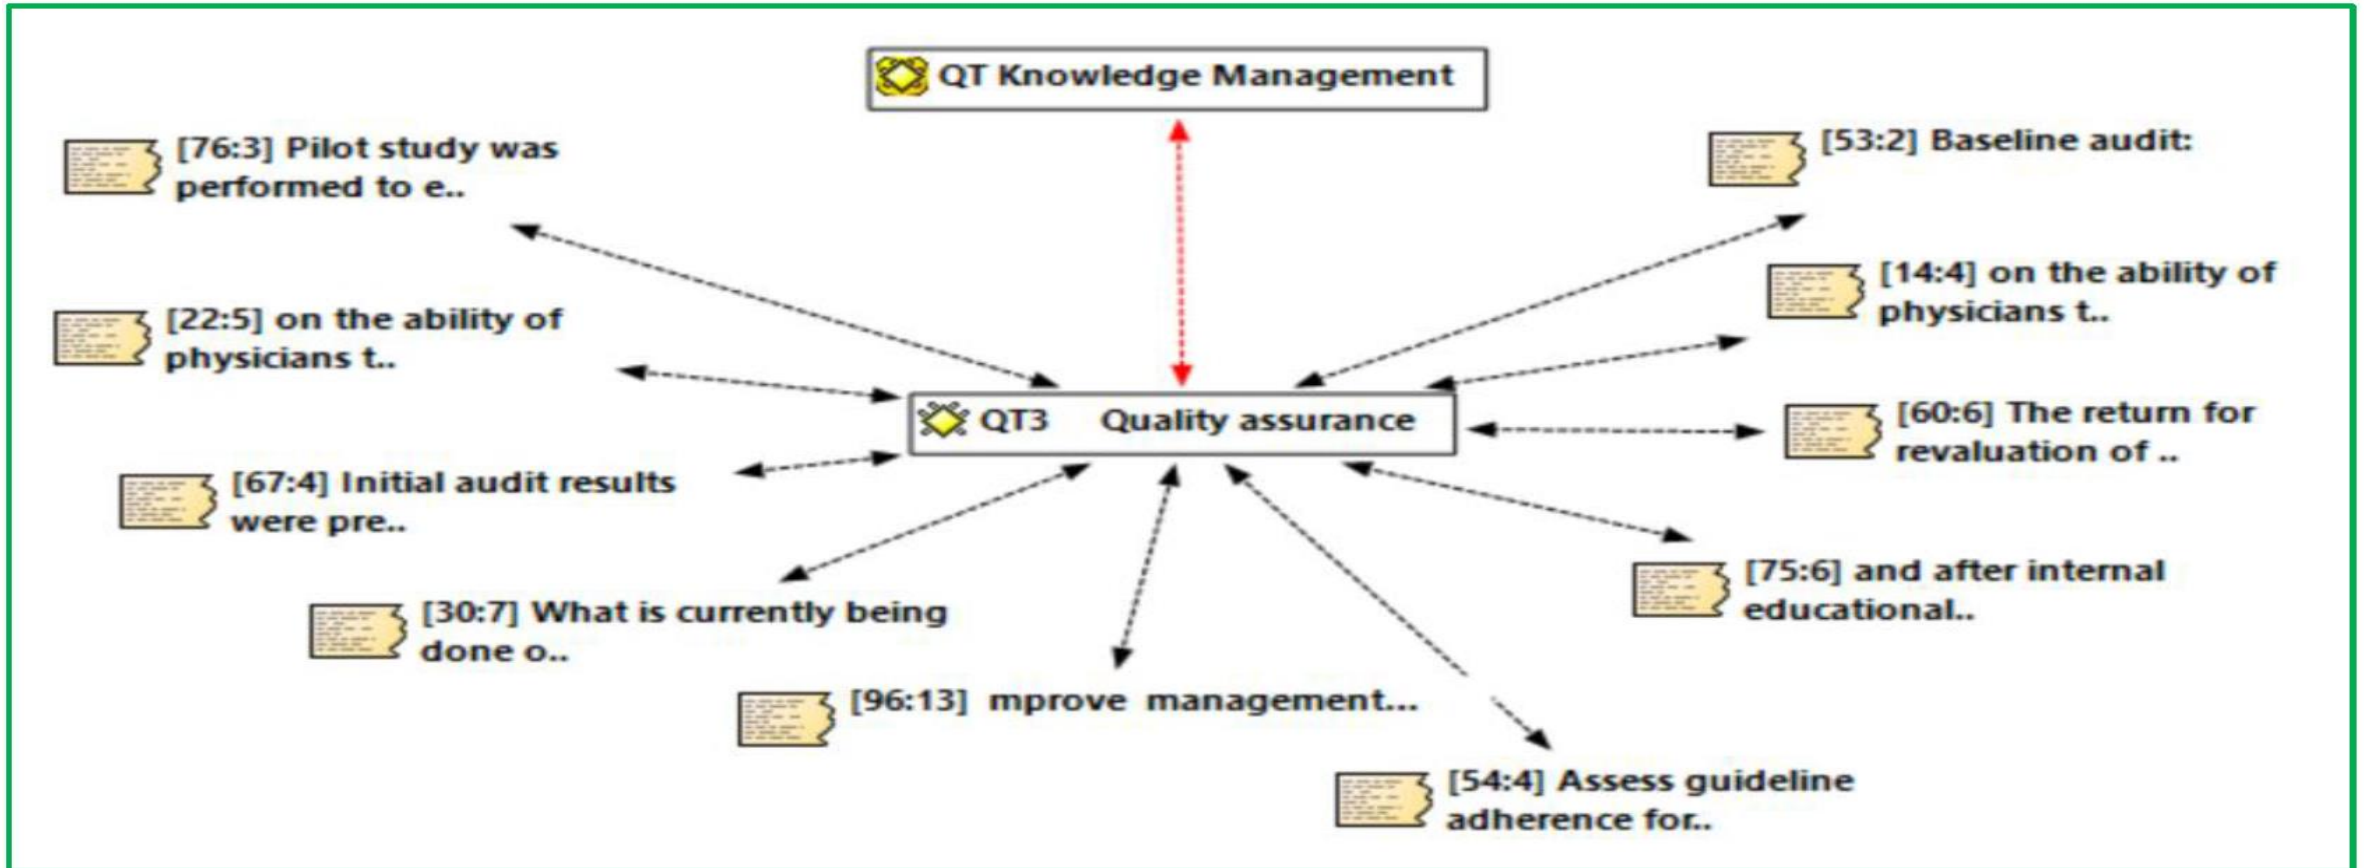 QT Knowledge Management
[76:3] Pilot study was
performed to e..
[53:2] Baseline audit:
[22:5] on the ability of
physicians t..
[14:4] on the ability of
physicians t..
QT3 Quality assurance
[60:6] The return for
revaluation of ..
[67:4] Initial audit results
were pre..
[75:6] and after internal
educational..
[30:7] What is currently being
done o..
[96:13] mprove management...
[54:4] Assess guideline
adherence for..